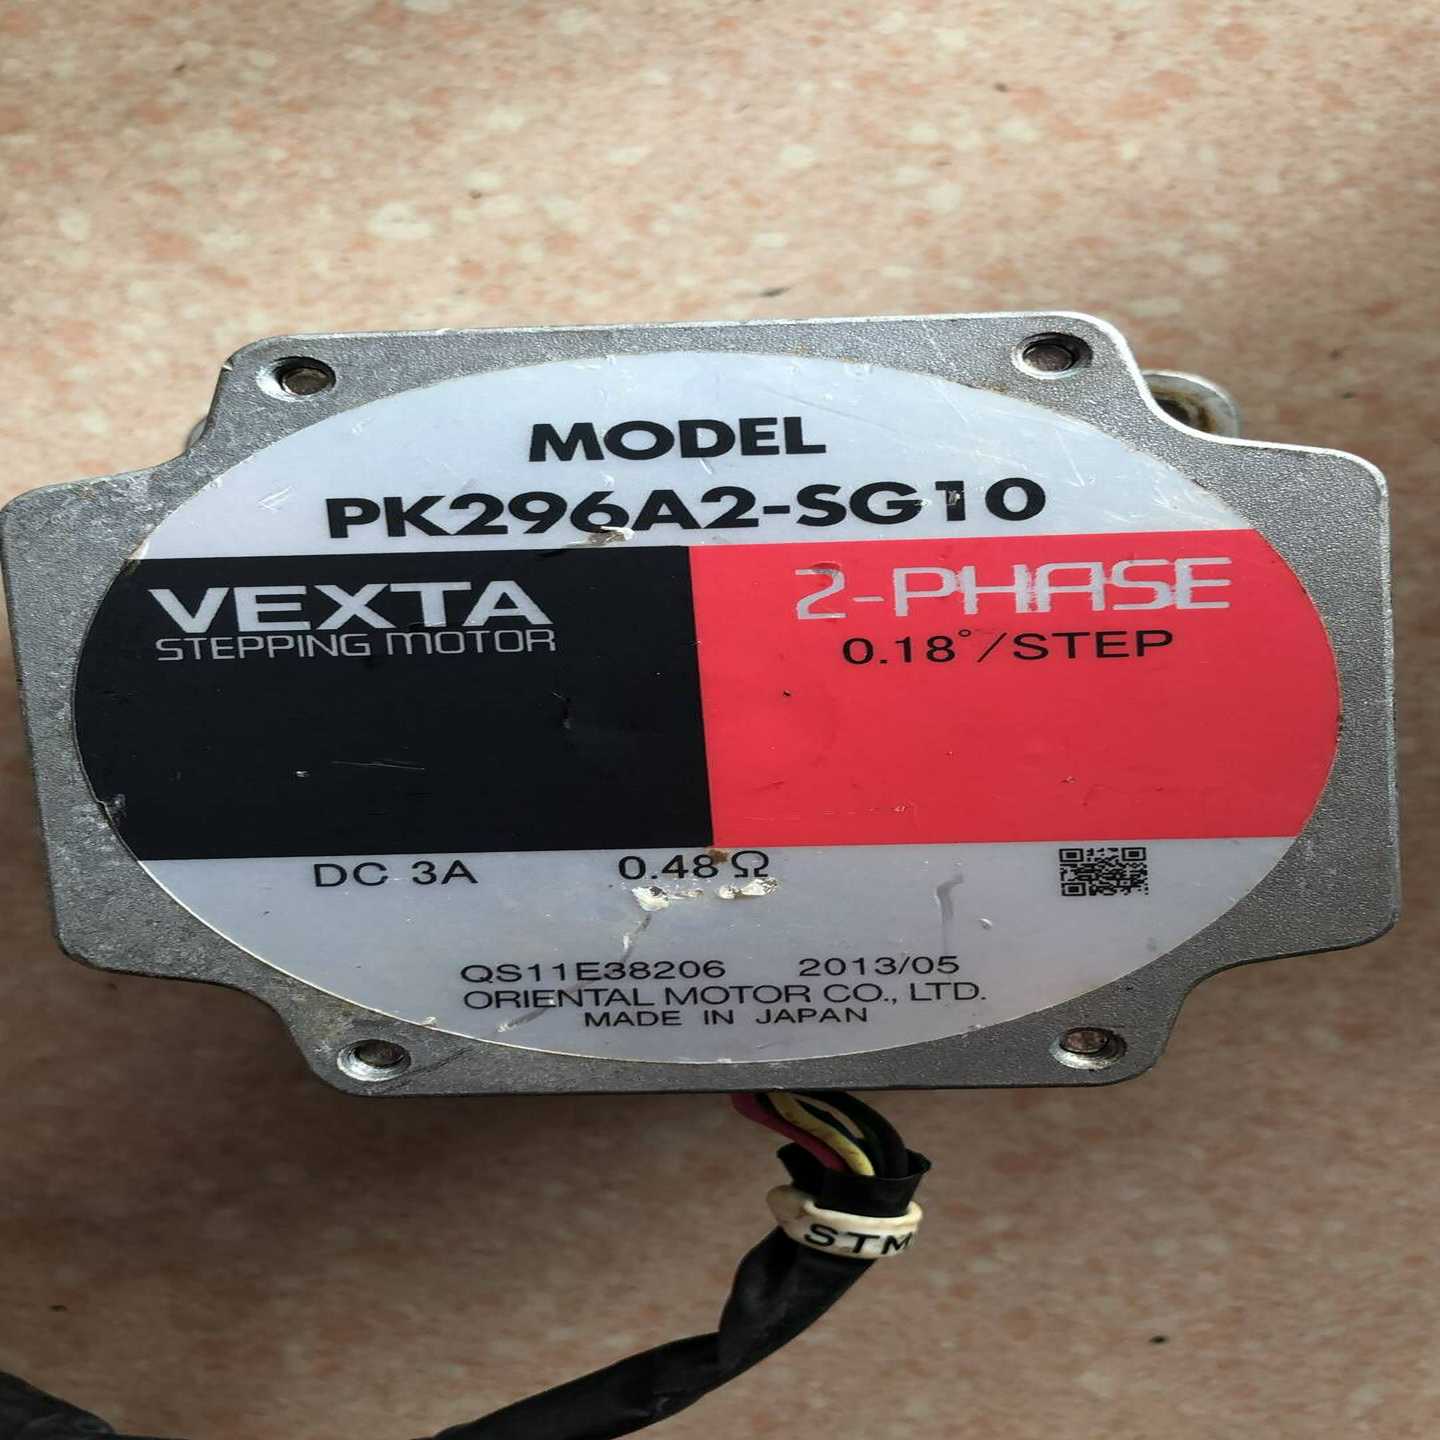 MODEL
PK296A2-SG10
VEXTA
STEPPING MOTOR
2-PHASE
0.18°/STEP
DC 3A 0.48Ω
QS11E38206 2013/05
ORIENTAL MOTOR CO., LTD.
MADE IN JAPAN
STM